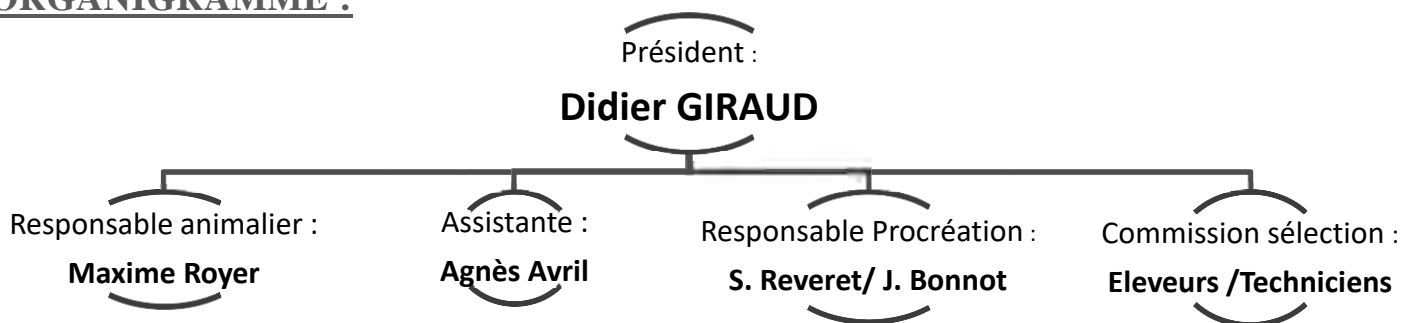 ORGANIGRAMME :
Président :
Didier GIRAUD
Responsable animalier :
Maxime Royer
Assistante :
Agnès Avril
Responsable Procréation :
S. Reveret/ J. Bonnot
Commission sélection :
Eleveurs /Techniciens